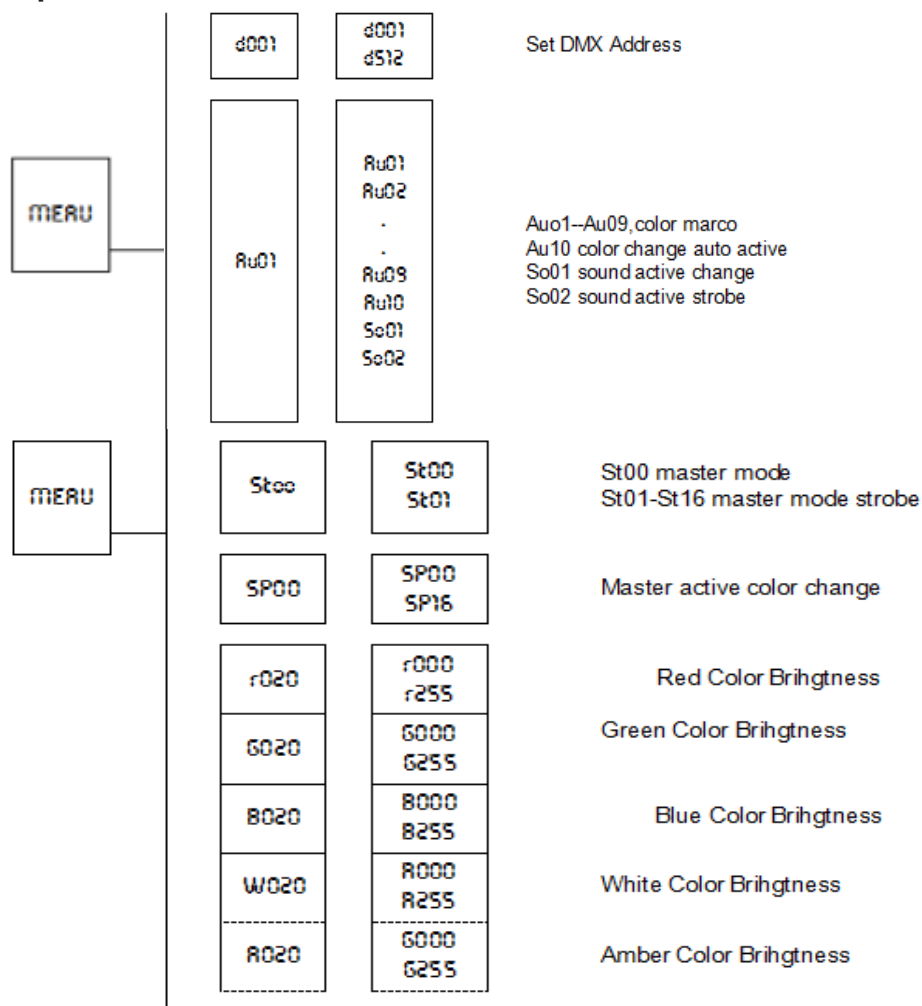 d001
d001
d512
Set DMX Address
MEAU
Au01
Au01
Au02
.
.
Au09
Au10
So01
So02
Auo1--Au09,color marco
Au10 color change auto active
So01 sound active change
So02 sound active strobe
MEAU
Stoo
St00
St01
St00 master mode
St01-St16 master mode strobe
SP00
SP00
SP16
Master active color change
r020
r000
r255
Red Color Brihgtness
G020
G000
G255
Green Color Brihgtness
B020
B000
B255
Blue Color Brihgtness
W020
A000
A255
White Color Brihgtness
A020
G000
G255
Amber Color Brihgtness